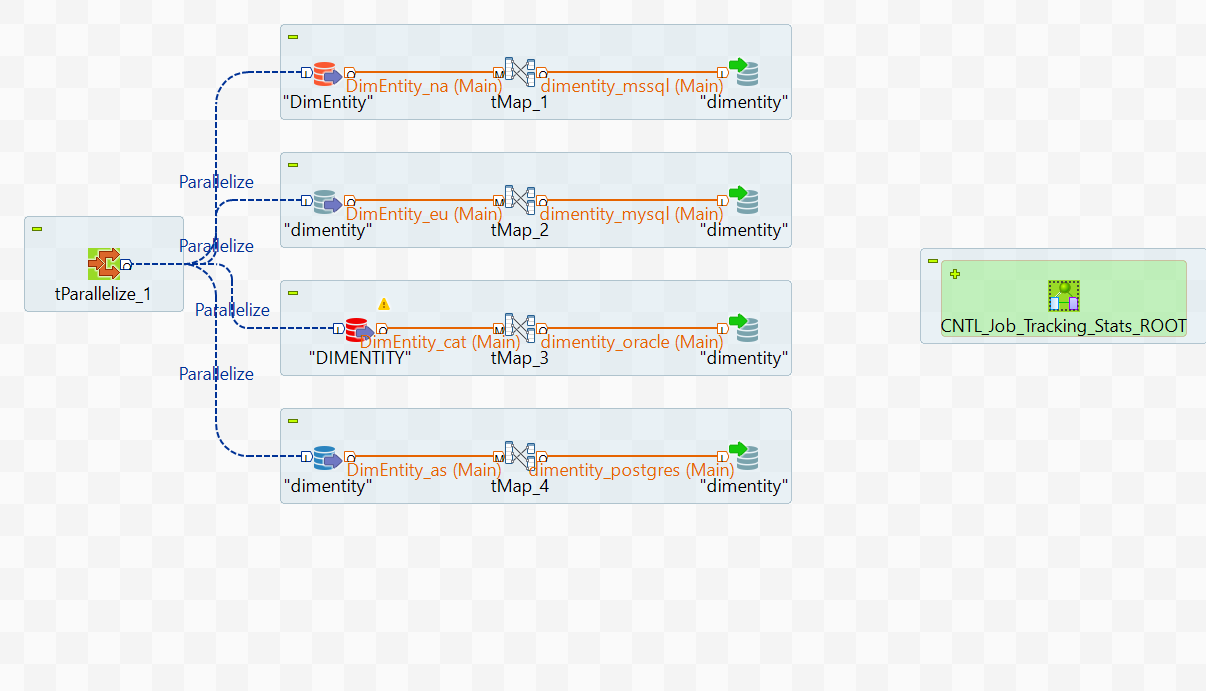 DimEntity_na (Main)
dimentity_mssql (Main)
"DimEntity"
tMap_1
"dimentity"
Parallelize
DimEntity_eu (Main)
dimentity_mysql (Main)
"dimentity"
tMap_2
"dimentity"
Parallelize
tParallelize_1
Parallelize
DimEntity_cat (Main)
dimentity_oracle (Main)
"DIMENTITY"
tMap_3
"dimentity"
Parallelize
DimEntity_as (Main)
dimentity_postgres (Main)
"dimentity"
tMap_4
"dimentity"
CNTL_Job_Tracking_Stats_ROOT